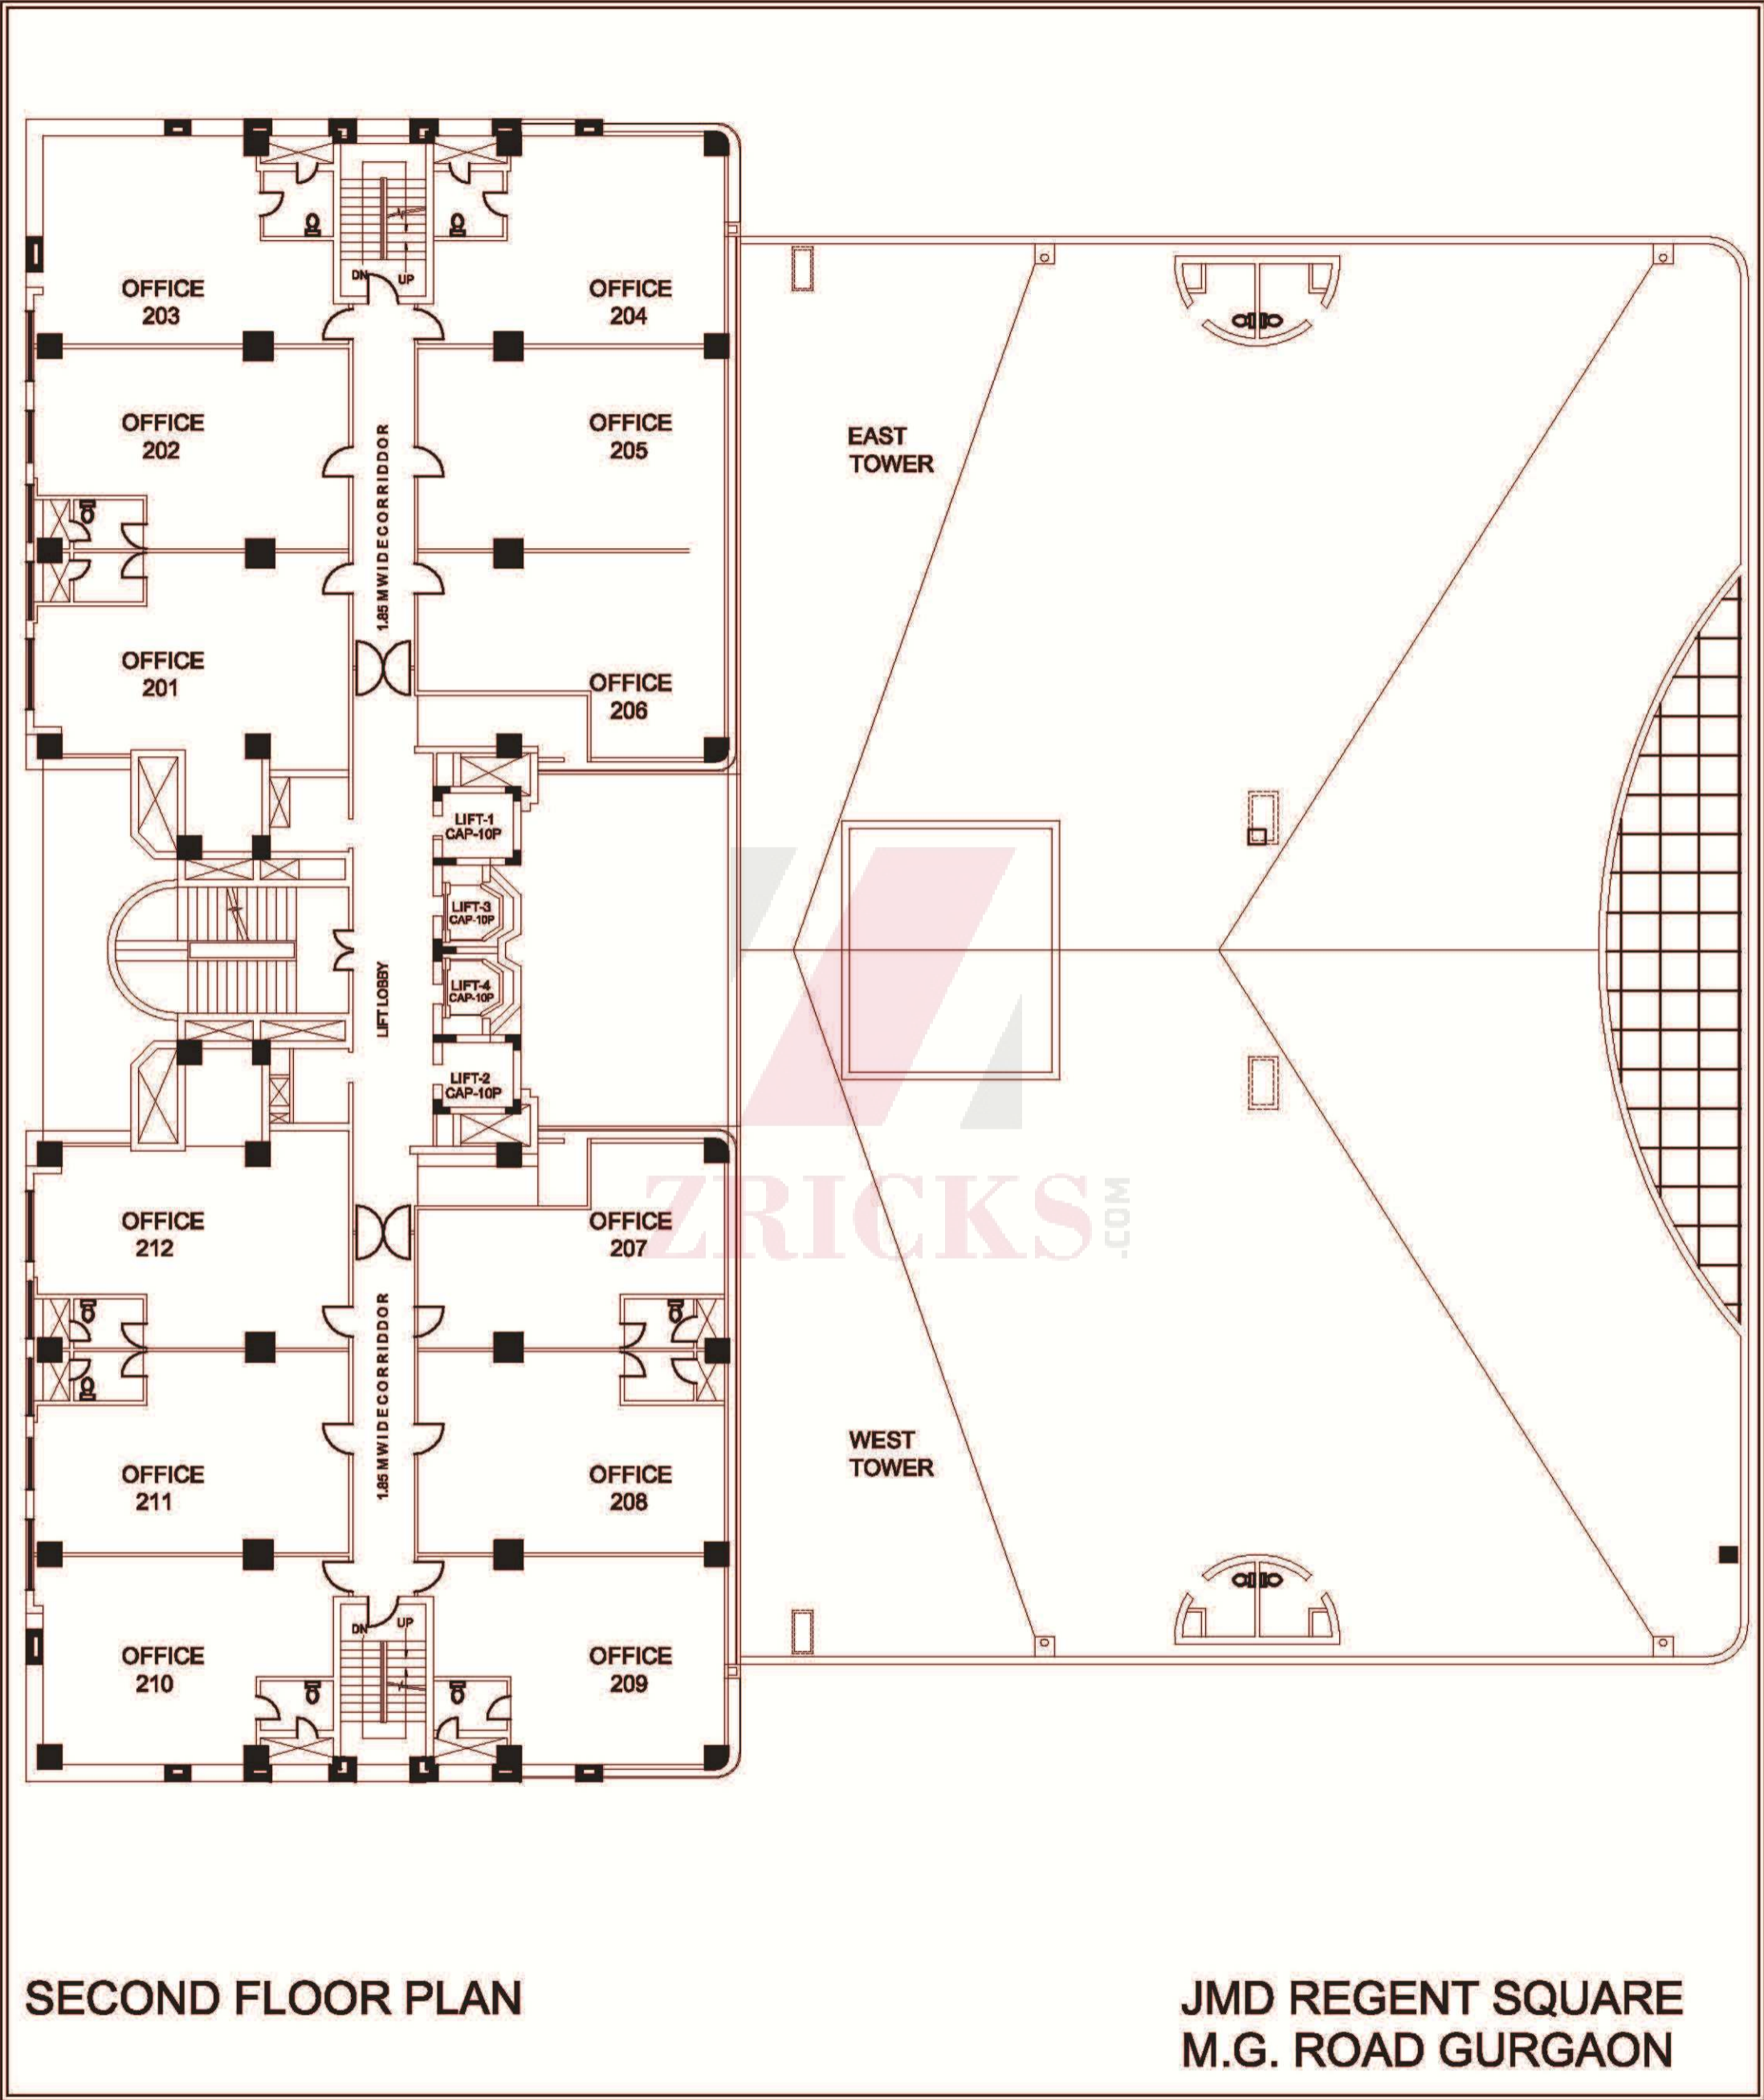 DN
UP
OFFICE
203
OFFICE
204
OFFICE
202
OFFICE
205
EAST
TOWER
1.85 M WIDE CORRIDDOR
OFFICE
201
OFFICE
206
LIFT-1
CAP-10P
LIFT-3
CAP-10P
LIFT-4
CAP-10P
LIFT LOBBY
LIFT-2
CAP-10P
ZRICKS
.COM
OFFICE
212
OFFICE
207
1.85 MWIDECORRIDDOR
WEST
TOWER
OFFICE
211
OFFICE
208
DN
UP
OFFICE
210
OFFICE
209
SECOND FLOOR PLAN
JMD REGENT SQUARE
M.G. ROAD GURGAON